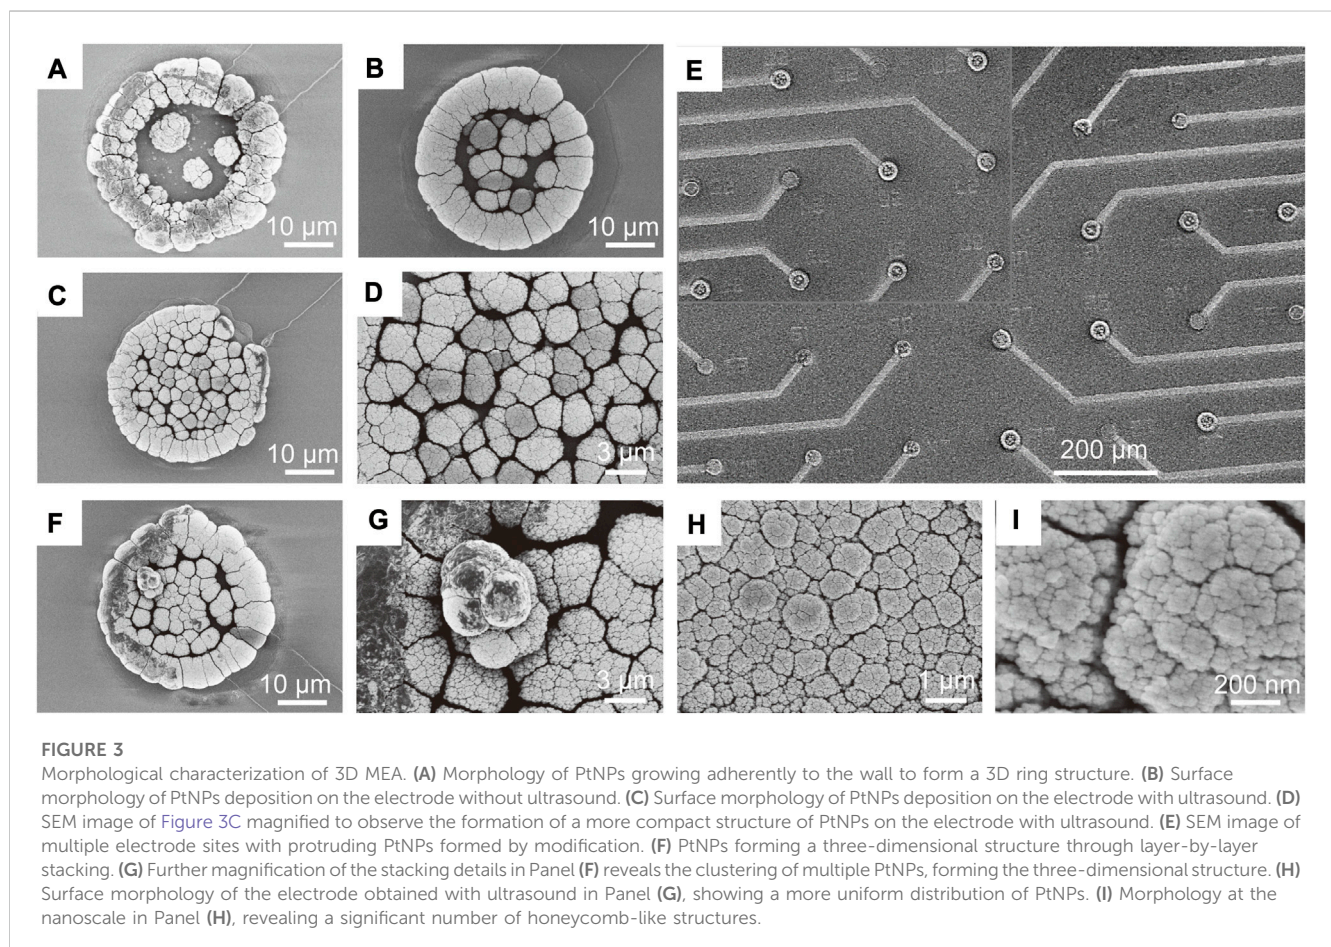 A
10 µm
B
10 µm
E
200 µm
C
10 µm
D
3 µm
F
10 µm
G
3 µm
H
1 µm
I
200 nm
FIGURE 3
Morphological characterization of 3D MEA. (A) Morphology of PtNPs growing adherently to the wall to form a 3D ring structure. (B) Surface
morphology of PtNPs deposition on the electrode without ultrasound. (C) Surface morphology of PtNPs deposition on the electrode with ultrasound. (D)
SEM image of Figure 3C magnified to observe the formation of a more compact structure of PtNPs on the electrode with ultrasound. (E) SEM image of
multiple electrode sites with protruding PtNPs formed by modification. (F) PtNPs forming a three-dimensional structure through layer-by-layer
stacking. (G) Further magnification of the stacking details in Panel (F) reveals the clustering of multiple PtNPs, forming the three-dimensional structure. (H)
Surface morphology of the electrode obtained with ultrasound in Panel (G), showing a more uniform distribution of PtNPs. (I) Morphology at the
nanoscale in Panel (H), revealing a significant number of honeycomb-like structures.